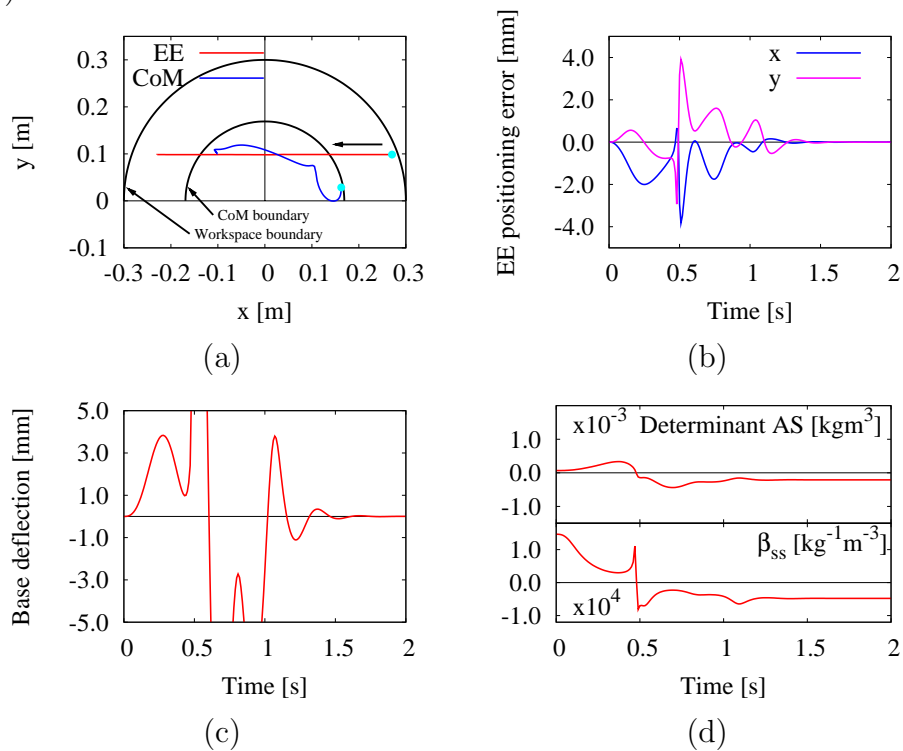 )
EE
CoM
0.3
0.2
0.1
0
-0.1
y [m]
CoM boundary
Workspace boundary
-0.3 -0.2 -0.1 0 0.1 0.2 0.3
x [m]
(a)
x
y
4.0
2.0
0.0
-2.0
-4.0
EE positioning error [mm]
0 0.5 1 1.5 2
Time [s]
(b)
5.0
3.0
1.0
-1.0
-3.0
-5.0
Base deflection [mm]
0 0.5 1 1.5 2
Time [s]
(c)
x10⁻³ Determinant AS [kgm³]
1.0
0.0
-1.0
βss [kg⁻¹m⁻³]
1.0
0.0
-1.0
x10⁴
0 0.5 1 1.5 2
Time [s]
(d)